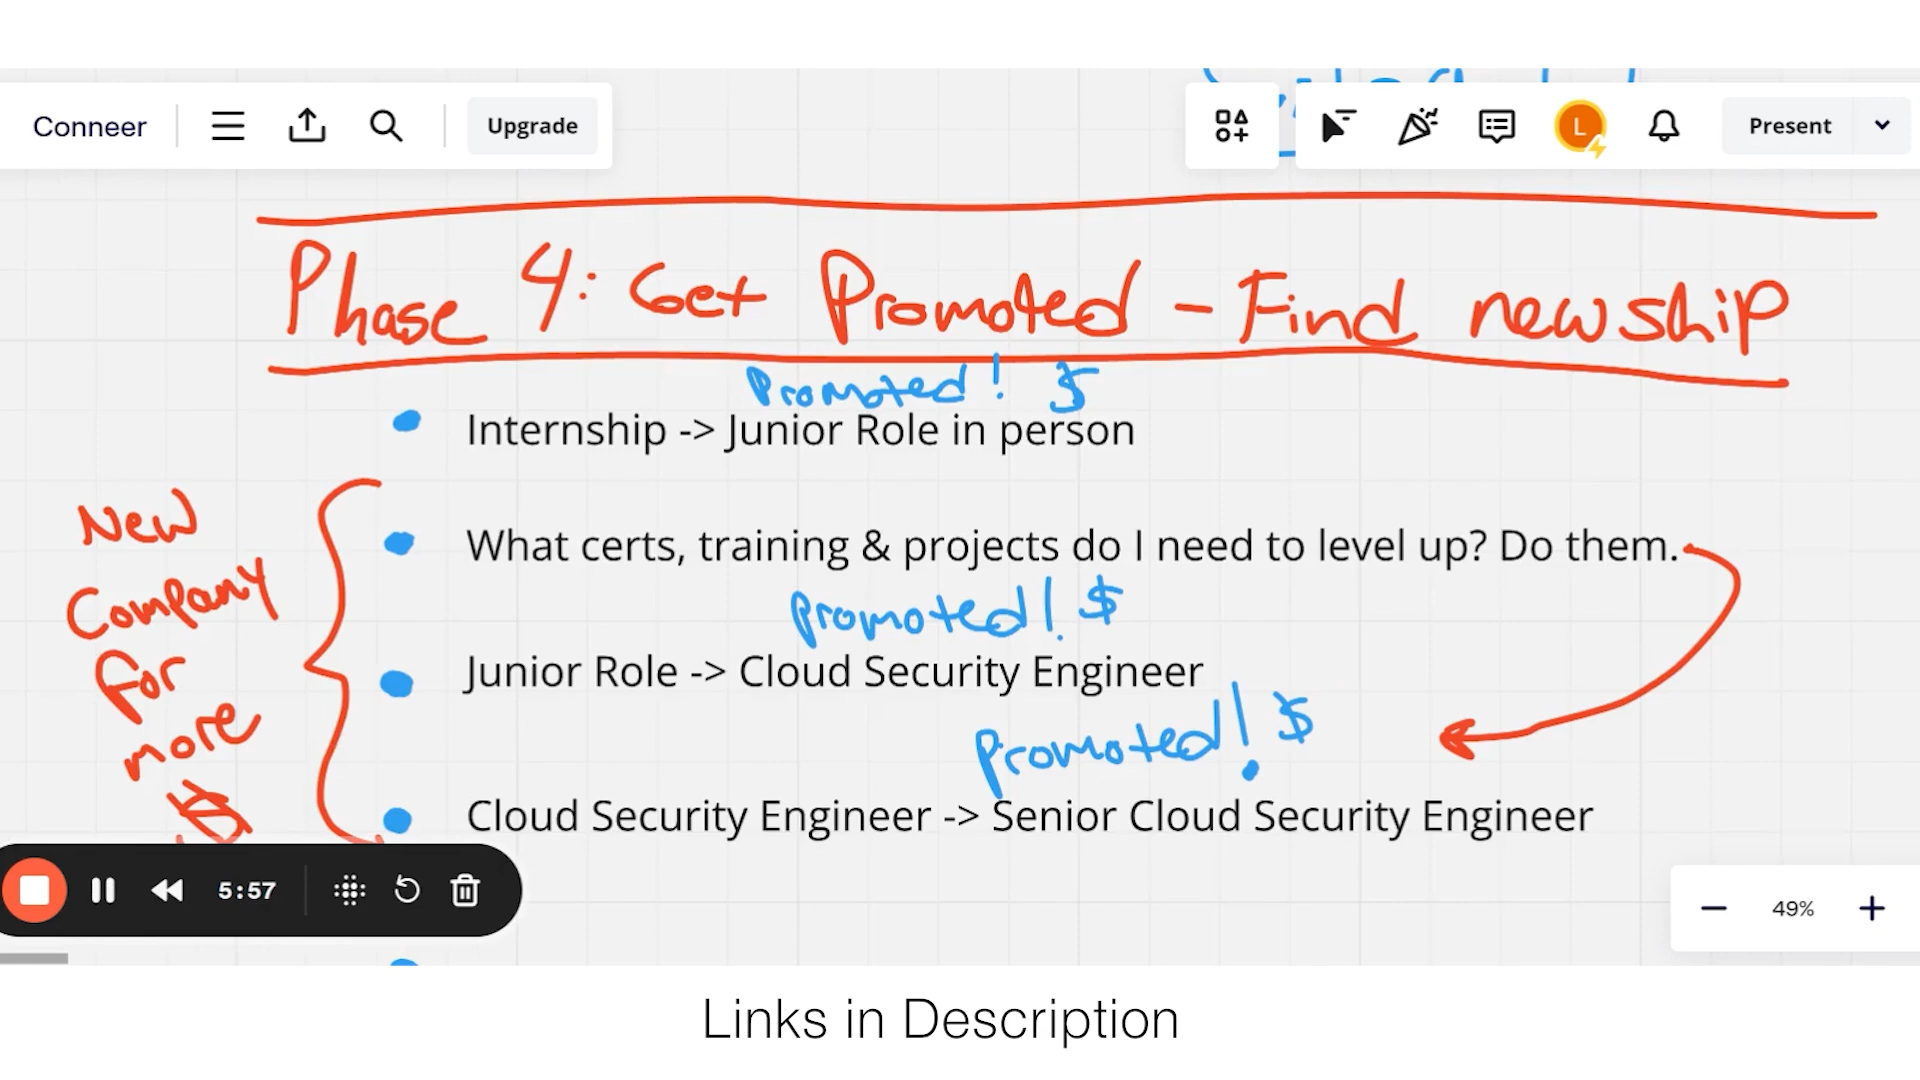 Conneer
Upgrade
L
Present
Phase 4: Get Promoted - Find new ship
Promoted! $
Internship -> Junior Role in person
What certs, training & projects do I need to level up? Do them.
Promoted! $
Junior Role -> Cloud Security Engineer
Promoted! $
Cloud Security Engineer -> Senior Cloud Security Engineer
New
Company
for
more
5:57
49%
Links in Description